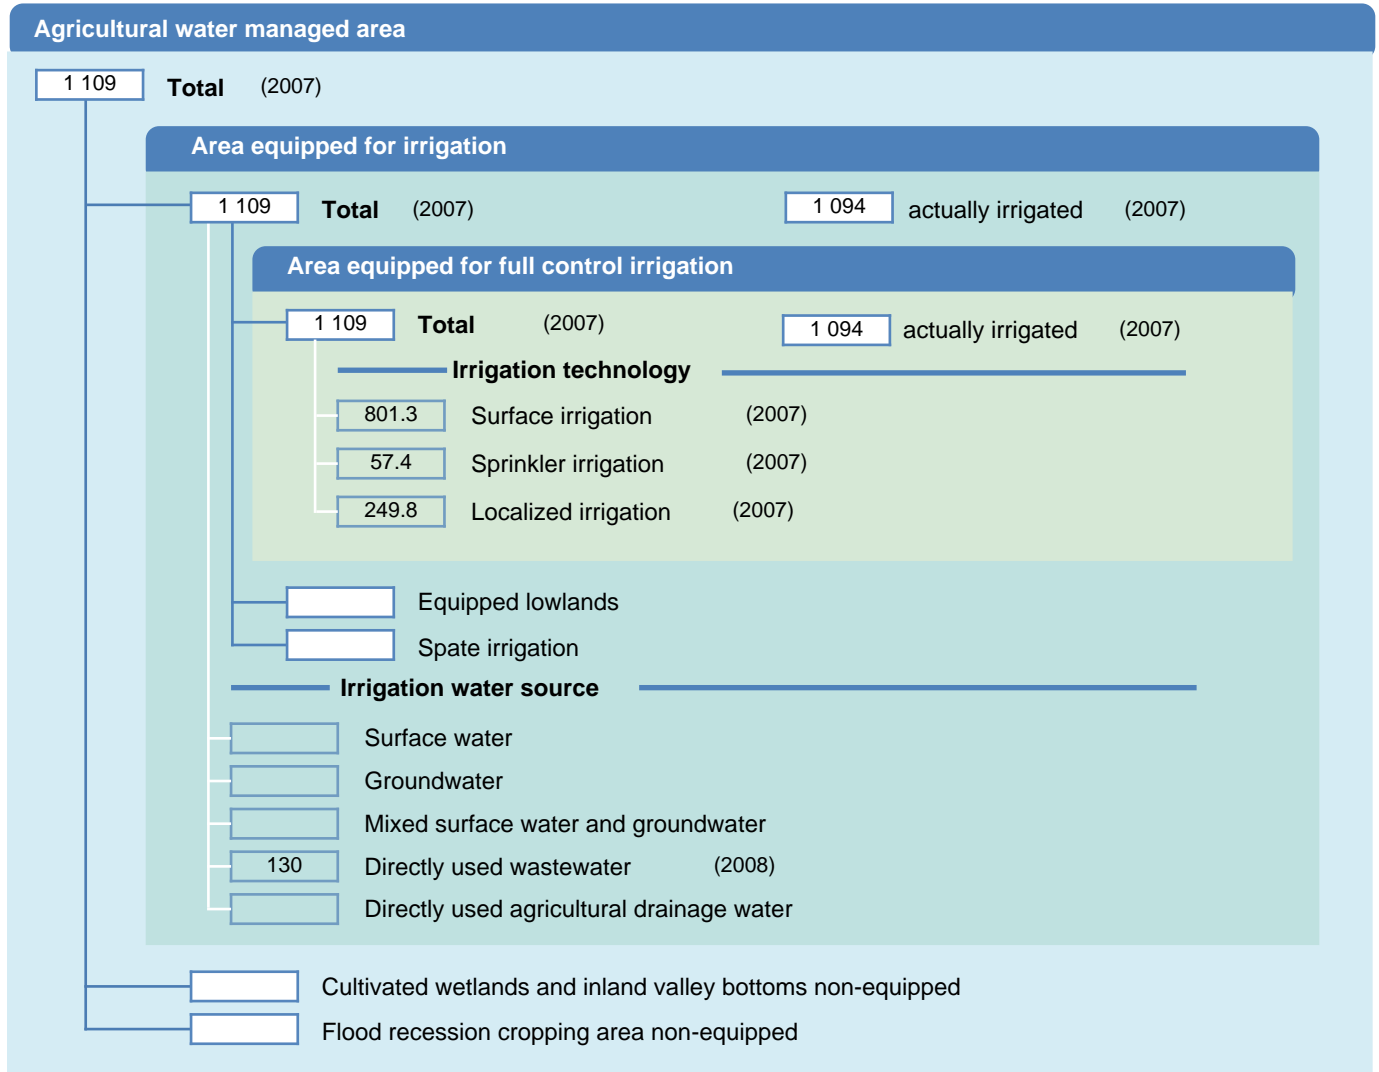 Agricultural water managed area
1 109 Total (2007)
Area equipped for irrigation
1 109 Total (2007) 1 094 actually irrigated (2007)
Area equipped for full control irrigation
1 109 Total (2007) 1 094 actually irrigated (2007)
Irrigation technology
801.3 Surface irrigation (2007)
57.4 Sprinkler irrigation (2007)
249.8 Localized irrigation (2007)
Equipped lowlands
Spate irrigation
Irrigation water source
Surface water
Groundwater
Mixed surface water and groundwater
130 Directly used wastewater (2008)
Directly used agricultural drainage water
Cultivated wetlands and inland valley bottoms non-equipped
Flood recession cropping area non-equipped